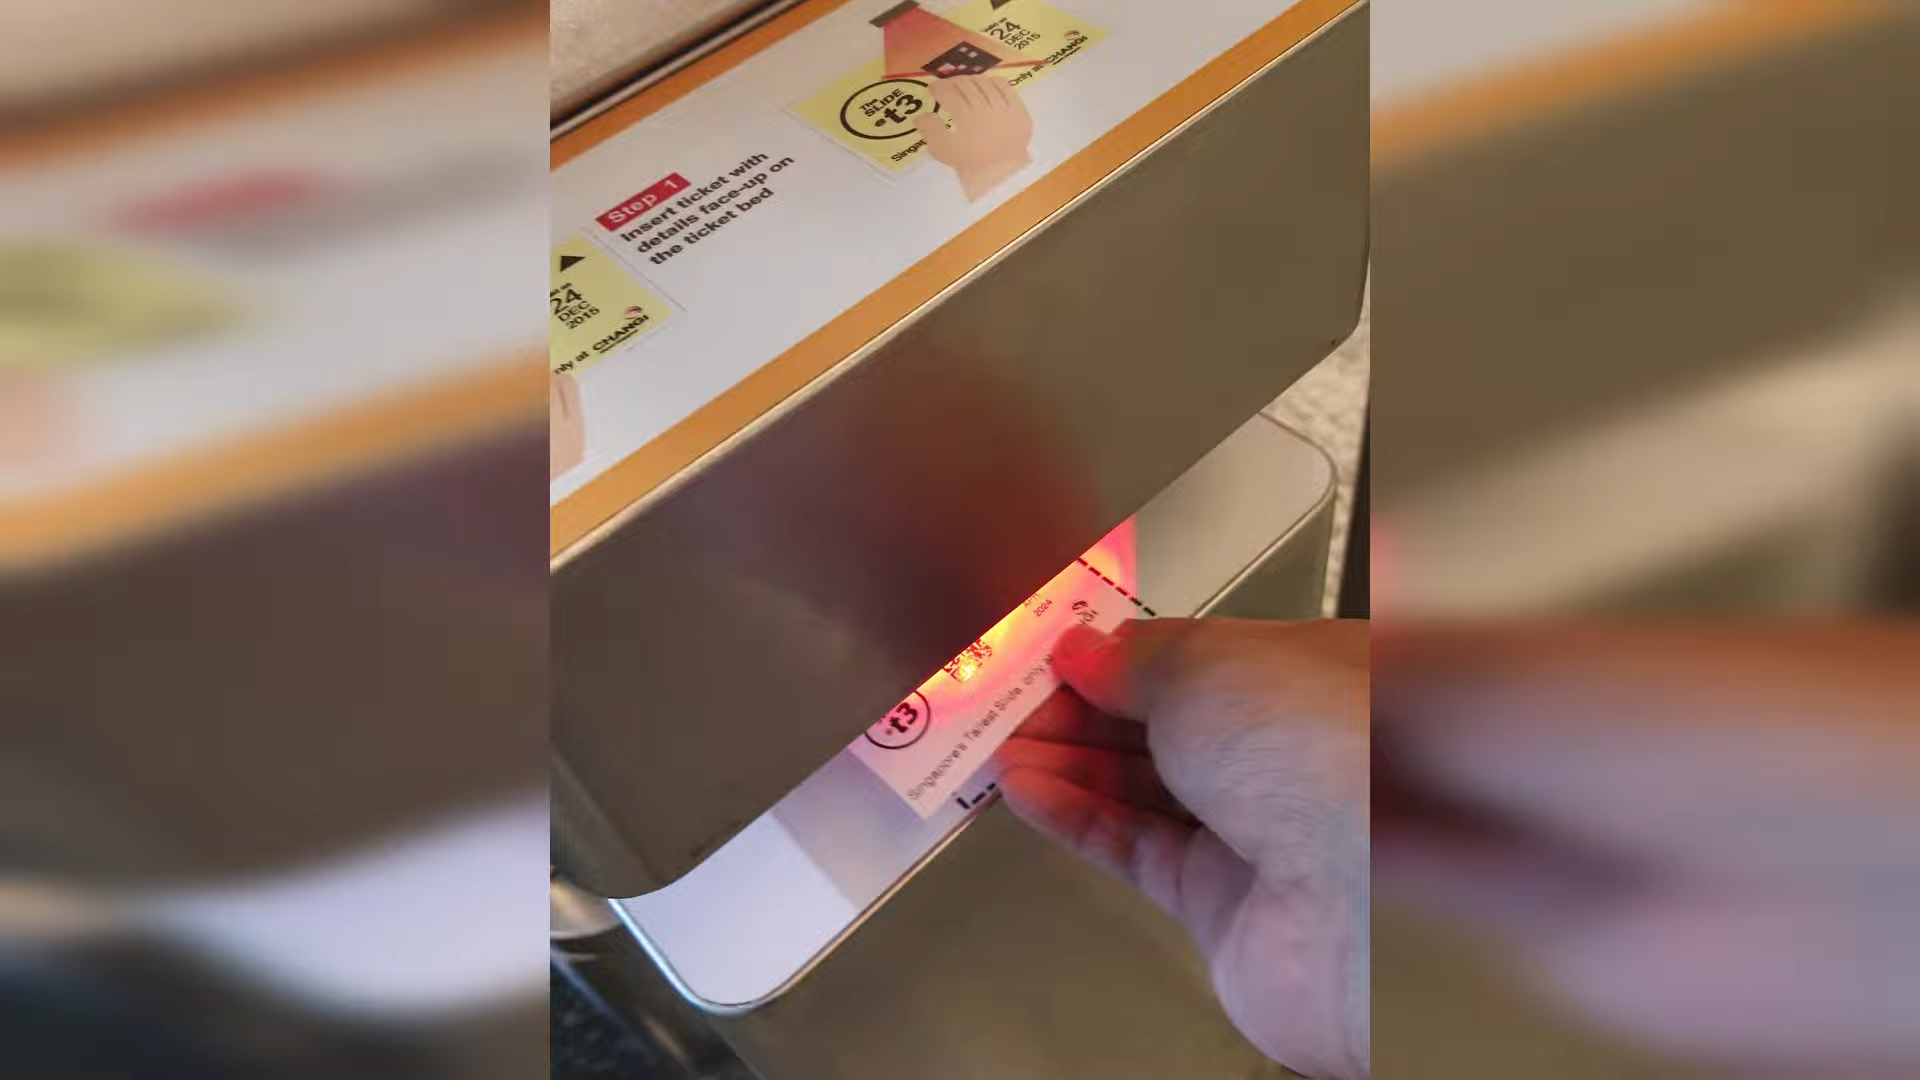 24
DEC
2015
Only at CHANGI
The
SLIDE
@t3
Step 1
Insert ticket with
details face-up on
the ticket bed
24
DEC
2015
CHANGI
2024
t3
Singapore's Tallest Slide only at